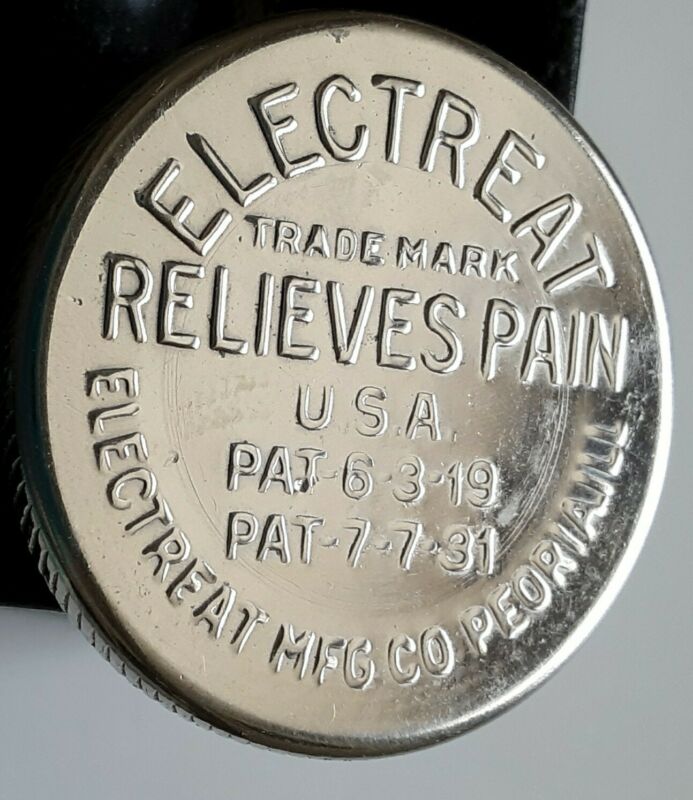 ELECTREAT
TRADE MARK
RELIEVES PAIN
U.S.A.
PAT-6-3-19
PAT-7-7-31
ELECTREAT MFG CO PEORIA.ILL